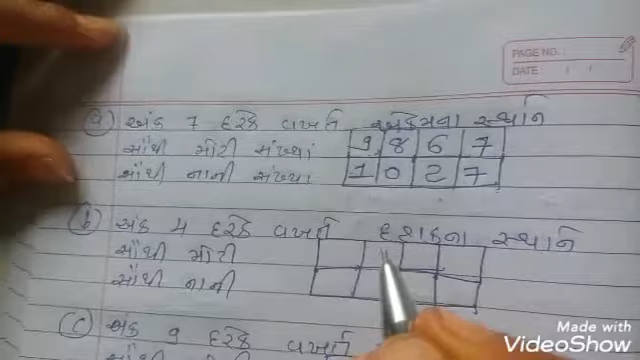 PAGE NO.:
DATE / /
(a) અંક 7 દરેક વખતે એકમના સ્થાને
સૌથી મોટી સંખ્યા 9 8 6 7
સૌથી નાની સંખ્યા 1 0 2 7
(b) અંક 4 દરેક વખતે દશકના સ્થાને
સૌથી મોટી
સૌથી નાની
(c) અંક 9 દરેક વખતે
સૌથી
Made with
VideoShow